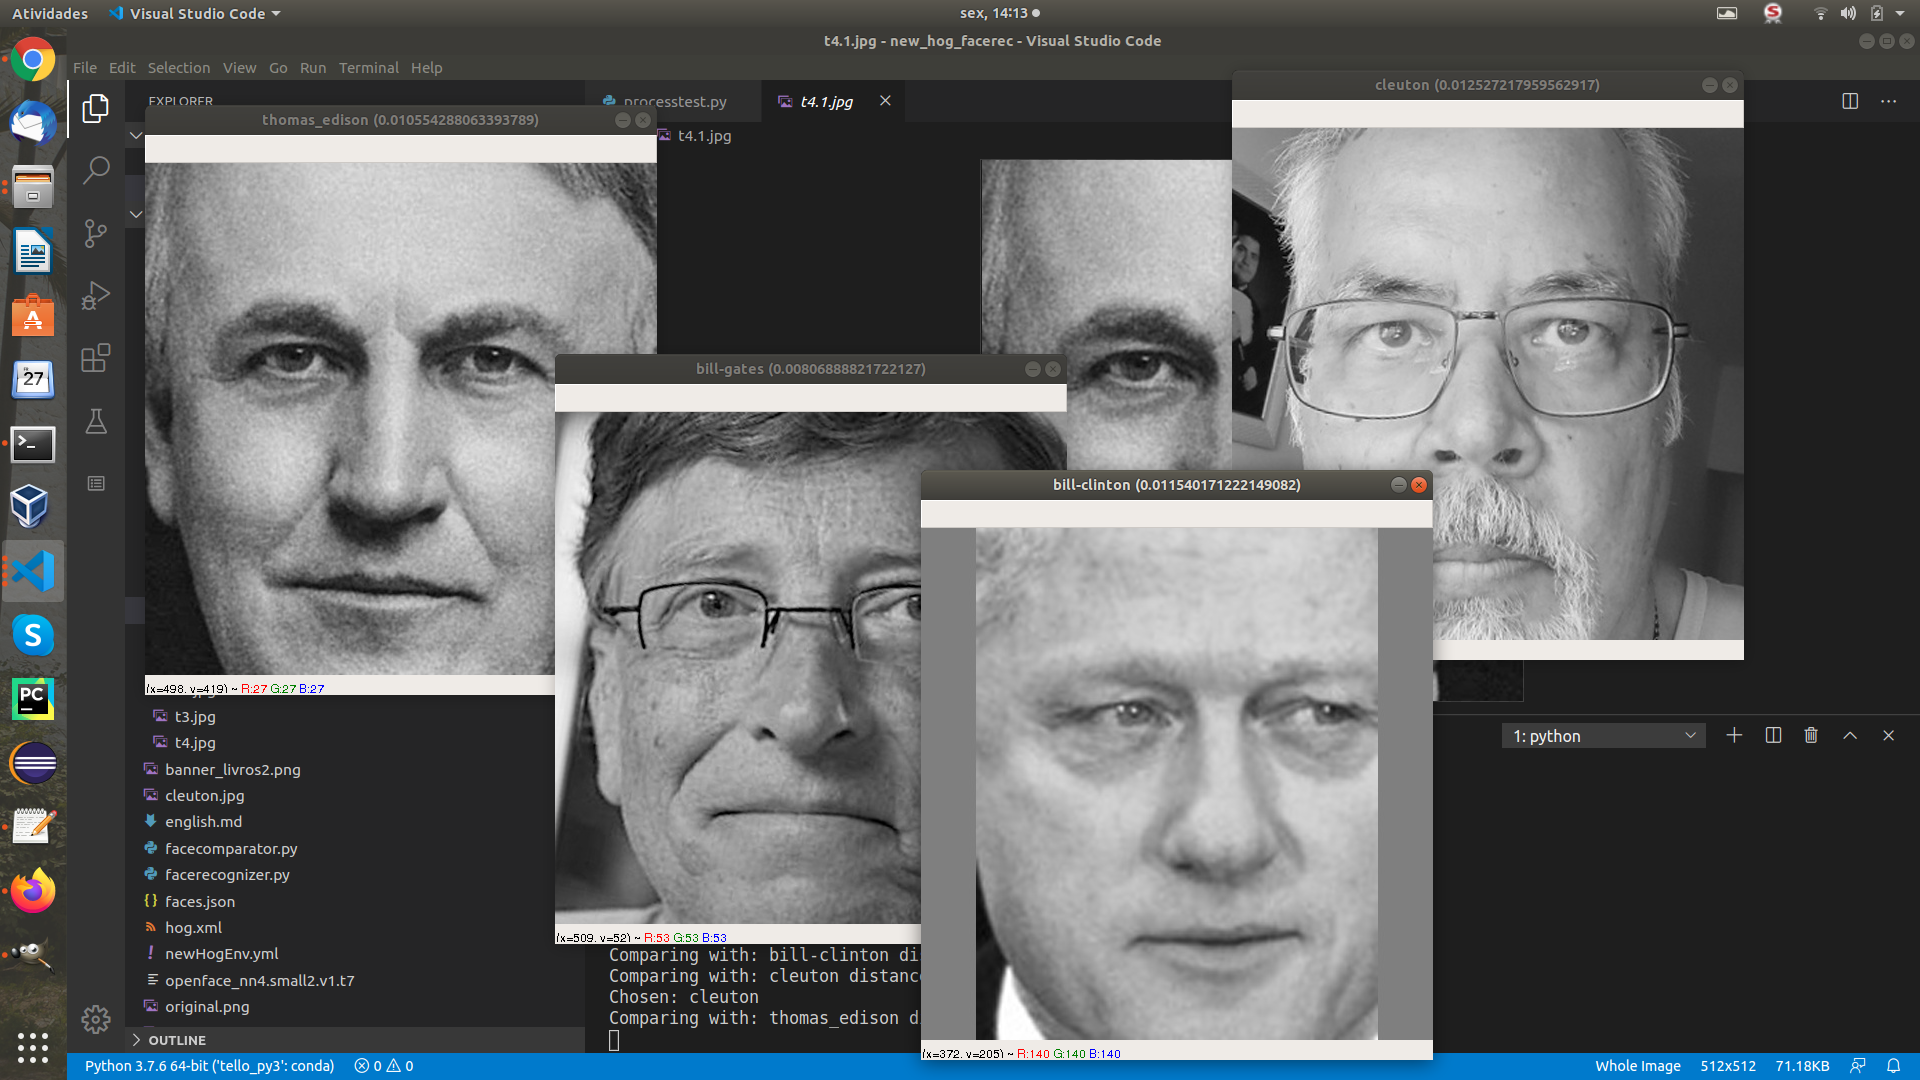 Atividades
Visual Studio Code
sex, 14:13
t4.1.jpg - new_hog_facerec - Visual Studio Code
File Edit Selection View Go Run Terminal Help
EXPLORER
processtest.py
t4.1.jpg
t4.1.jpg
thomas_edison (0.010554288063393789)
cleuton (0.012527217959562917)
bill-gates (0.00806888821722127)
bill-clinton (0.011540171222149082)
27
PC
(x=498, y=419) ~ R:27 G:27 B:27
t3.jpg
t4.jpg
banner_livros2.png
cleuton.jpg
english.md
facecomparator.py
facerecognizer.py
faces.json
hog.xml
newHogEnv.yml
openface_nn4.small2.v1.t7
original.png
OUTLINE
1: python
(x=509, y=52) ~ R:53 G:53 B:53
Comparing with: bill-clinton di
Comparing with: cleuton distance
Chosen: cleuton
Comparing with: thomas_edison d
(x=372, y=205) ~ R:140 G:140 B:140
Python 3.7.6 64-bit ('tello_py3': conda)
0
0
Whole Image
512x512
71.18KB